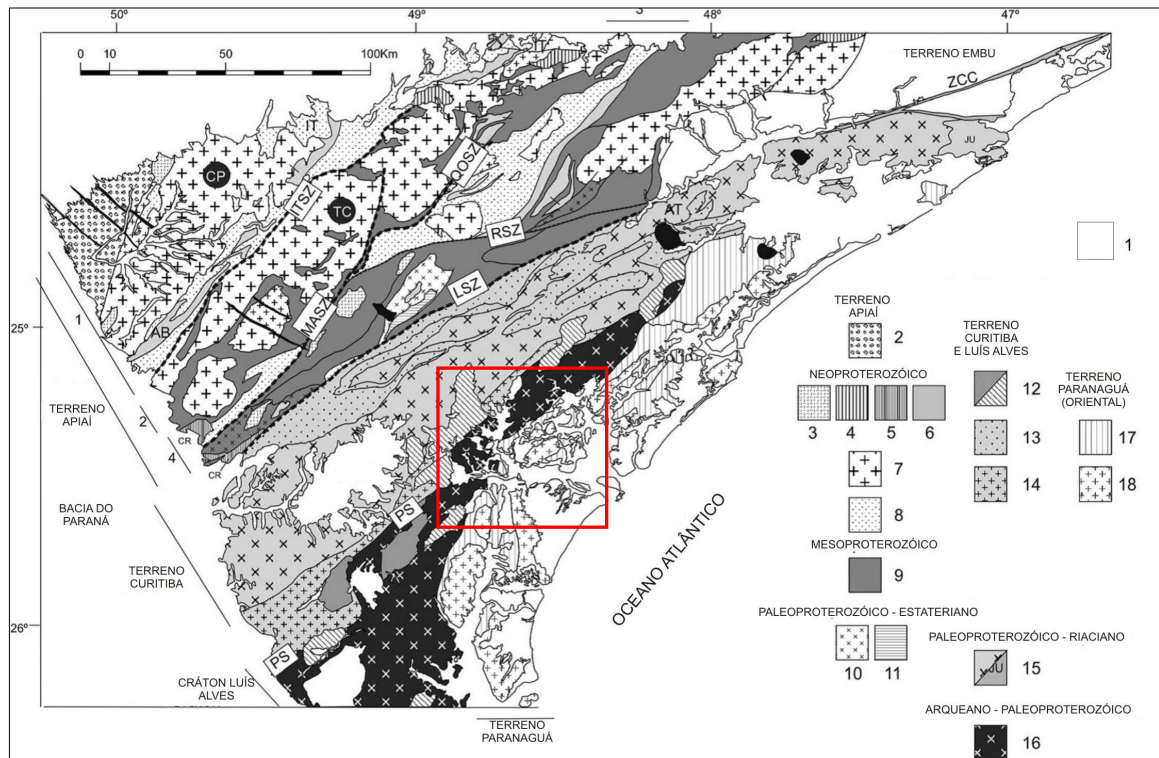 50º 49º 3 48º 47º
0 10 50 100Km
TERRENO EMBU
ZCC
IT
JU
CP
ITSZ
QQSZ
TC
AT
RSZ
1
LSZ
MASZ
25º
1
AB
TERRENO
APIAÍ
2
TERRENO
CURITIBA
E LUÍS ALVES
NEOPROTEROZÓICO
12
TERRENO
PARANAGUÁ
(ORIENTAL)
TERRENO
APIAÍ
2
CR
4
3 4 5 6
13
17
CR
7
14
18
BACIA DO
PARANÁ
PS
8
OCEANO ATLÂNTICO
MESOPROTEROZÓICO
TERRENO
CURITIBA
9
PALEOPROTEROZÓICO - ESTATERIANO
26º
10 11
PALEOPROTEROZÓICO - RIACIANO
PS
JU 15
CRÁTON LUÍS
ALVES
ARQUEANO - PALEOPROTEROZÓICO
TERRENO
PARANAGUÁ
16